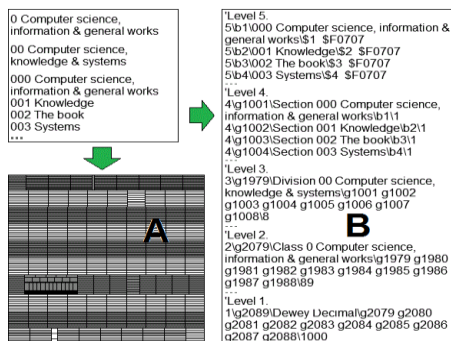 0 Computer science,
information & general works
00 Computer science,
knowledge & systems
000 Computer science,
information & general works
001 Knowledge
002 The book
003 Systems
...
A
'Level 5.
5\b1\000 Computer science, information &
general works\$1 $F0707
5\b2\001 Knowledge\$2 $F0707
5\b3\002 The book\$3 $F0707
5\b4\003 Systems\$4 $F0707
...
'Level 4.
4\g1001\Section 000 Computer science,
information & general works\b1\1
4\g1002\Section 001 Knowledge\b2\1
4\g1003\Section 002 The book\b3\1
4\g1004\Section 003 Systems\b4\1
...
'Level 3.
3\g1979\Division 00 Computer science,
knowledge & systems\g1001 g1002
g1003 g1004 g1005 g1006 g1007
g1008\8
B
...
'Level 2.
2\g2079\Class 0 Computer science,
information & general works\g1979 g1980
g1981 g1982 g1983 g1984 g1985 g1986
g1987 g1988\89
...
'Level 1.
1\g2089\Dewey Decimal\g2079 g2080
g2081 g2082 g2083 g2084 g2085 g2086
g2087 g2088\1000